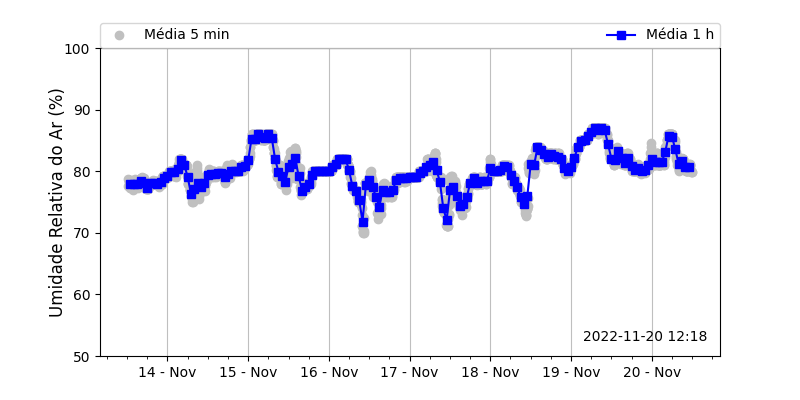 Média 5 min
Média 1 h
Umidade Relativa do Ar (%)
100
90
80
70
60
50
2022-11-20 12:18
14 - Nov
15 - Nov
16 - Nov
17 - Nov
18 - Nov
19 - Nov
20 - Nov